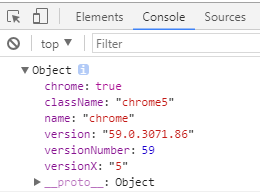 Elements Console Sources
top Filter
Object i
chrome: true
className: "chrome5"
name: "chrome"
version: "59.0.3071.86"
versionNumber: 59
versionX: "5"
__proto__: Object